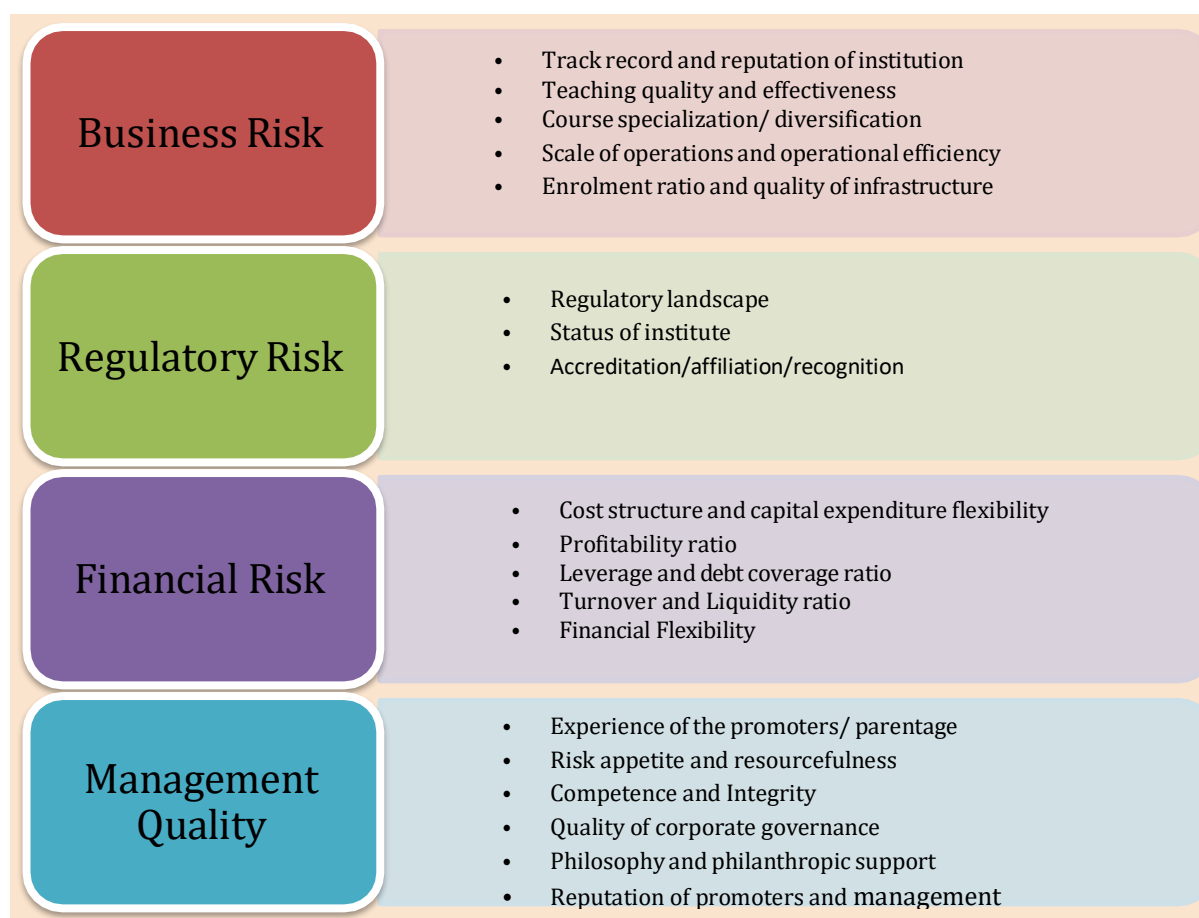 Business Risk
• Track record and reputation of institution
• Teaching quality and effectiveness
• Course specialization/ diversification
• Scale of operations and operational efficiency
• Enrolment ratio and quality of infrastructure
Regulatory Risk
• Regulatory landscape
• Status of institute
• Accreditation/affiliation/recognition
Financial Risk
• Cost structure and capital expenditure flexibility
• Profitability ratio
• Leverage and debt coverage ratio
• Turnover and Liquidity ratio
• Financial Flexibility
Management
Quality
• Experience of the promoters/ parentage
• Risk appetite and resourcefulness
• Competence and Integrity
• Quality of corporate governance
• Philosophy and philanthropic support
• Reputation of promoters and management